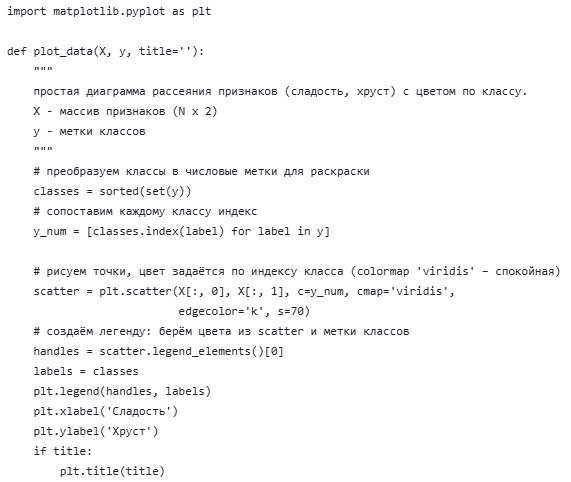 import matplotlib.pyplot as plt

def plot_data(X, y, title=''):
    """
    простая диаграмма рассеяния признаков (сладость, хруст) с цветом по классу.
    X - массив признаков (N x 2)
    y - метки классов
    """
    # преобразуем классы в числовые метки для раскраски
    classes = sorted(set(y))
    # сопоставим каждому классу индекс
    y_num = [classes.index(label) for label in y]

    # рисуем точки, цвет задаётся по индексу класса (colormap 'viridis' – спокойная)
    scatter = plt.scatter(X[:, 0], X[:, 1], c=y_num, cmap='viridis',
                          edgecolor='k', s=70)
    # создаём легенду: берём цвета из scatter и метки классов
    handles = scatter.legend_elements()[0]
    labels = classes
    plt.legend(handles, labels)
    plt.xlabel('Сладость')
    plt.ylabel('Хруст')
    if title:
        plt.title(title)